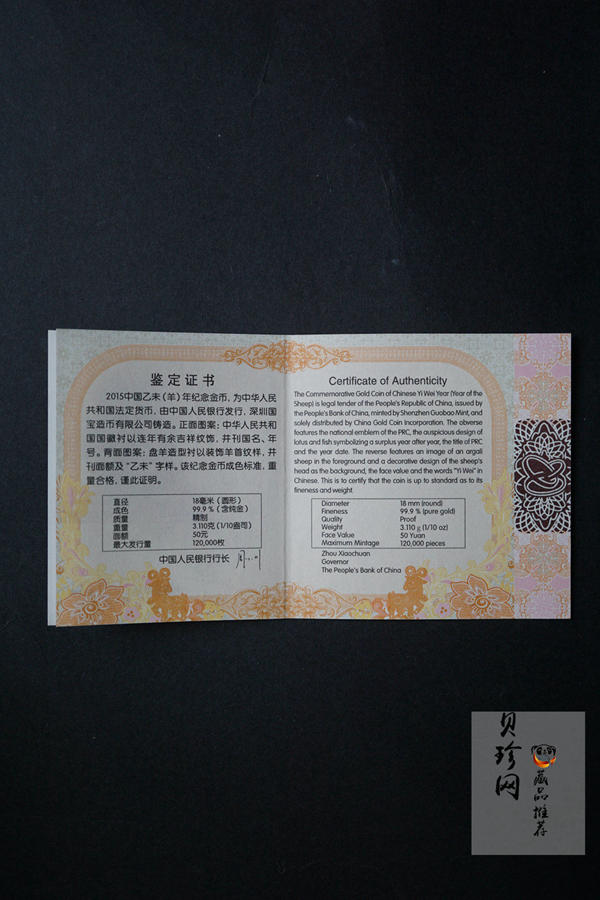 鉴定证书
2015中国乙未（羊）年纪念金币，为中华人民
共和国法定货币，由中国人民银行发行，深圳国
宝造币有限公司铸造。正面图案：中华人民共和
国国徽衬以连年有余吉祥纹饰，并刊国名、年
号。背面图案：盘羊造型衬以装饰羊首纹样，并
刊面额及“乙未”字样。该纪念金币成色标准，重
量合格，谨此证明。
直径 18毫米（圆形）
成色 99.9％（含纯金）
质量 精制
重量 3.110克（1/10盎司）
面额 50元
最大发行量 120,000枚
中国人民银行行长
Certificate of Authenticity
The Commemorative Gold Coin of Chinese Yi Wei Year (Year of the
Sheep) is legal tender of the People's Republic of China, issued by
the People's Bank of China, minted by Shenzhen Guobao Mint, and
solely distributed by China Gold Coin Incorporation. The obverse
features the national emblem of the PRC, the auspicious design of
lotus and fish symbolizing a surplus year after year, the title of PRC
and the year date. The reverse features an image of an argali
sheep in the foreground and a decorative design of the sheep's
head as the background, the face value and the words "Yi Wei" in
Chinese. This is to certify that the coin is up to standard as to its
fineness and weight.
Diameter 18 mm (round)
Fineness 99.9 % (pure gold)
Quality Proof
Weight 3.110 g (1/10 oz)
Face Value 50 Yuan
Maximum Mintage 120,000 pieces
Zhou Xiaochuan
Governor
The People's Bank of China
贝珍网
藏品推荐